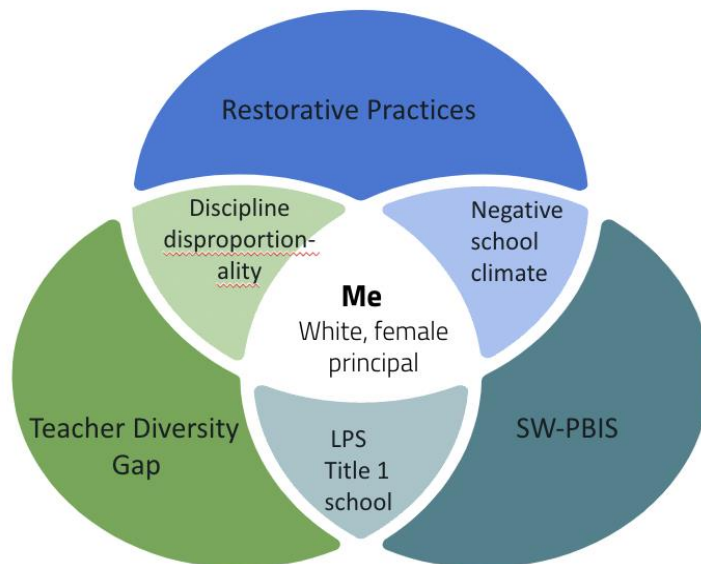 Restorative Practices
Discipline
disproportion-
ality
Negative
school
climate
Me
White, female
principal
Teacher Diversity
Gap
LPS
Title 1
school
SW-PBIS